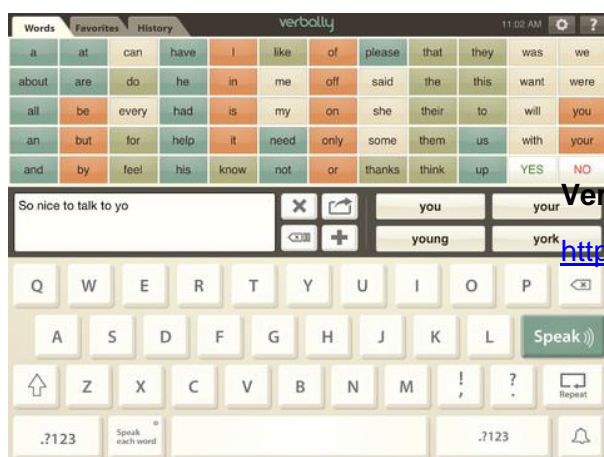 Words Favorites History verbally 11:02 AM ?
a at can have I like of please that they was we
about are do he in me off said the this want were
all be every had is my on she their to will you
an but for help it need only some them us with your
and by feel his know not or thanks think up YES NO
So nice to talk to yo
you your
young york
Ver
http
Q W E R T Y U I O P
A S D F G H J K L Speak
Z X C V B N M ! , ? . Repeat
.?123 Speak each word .?123